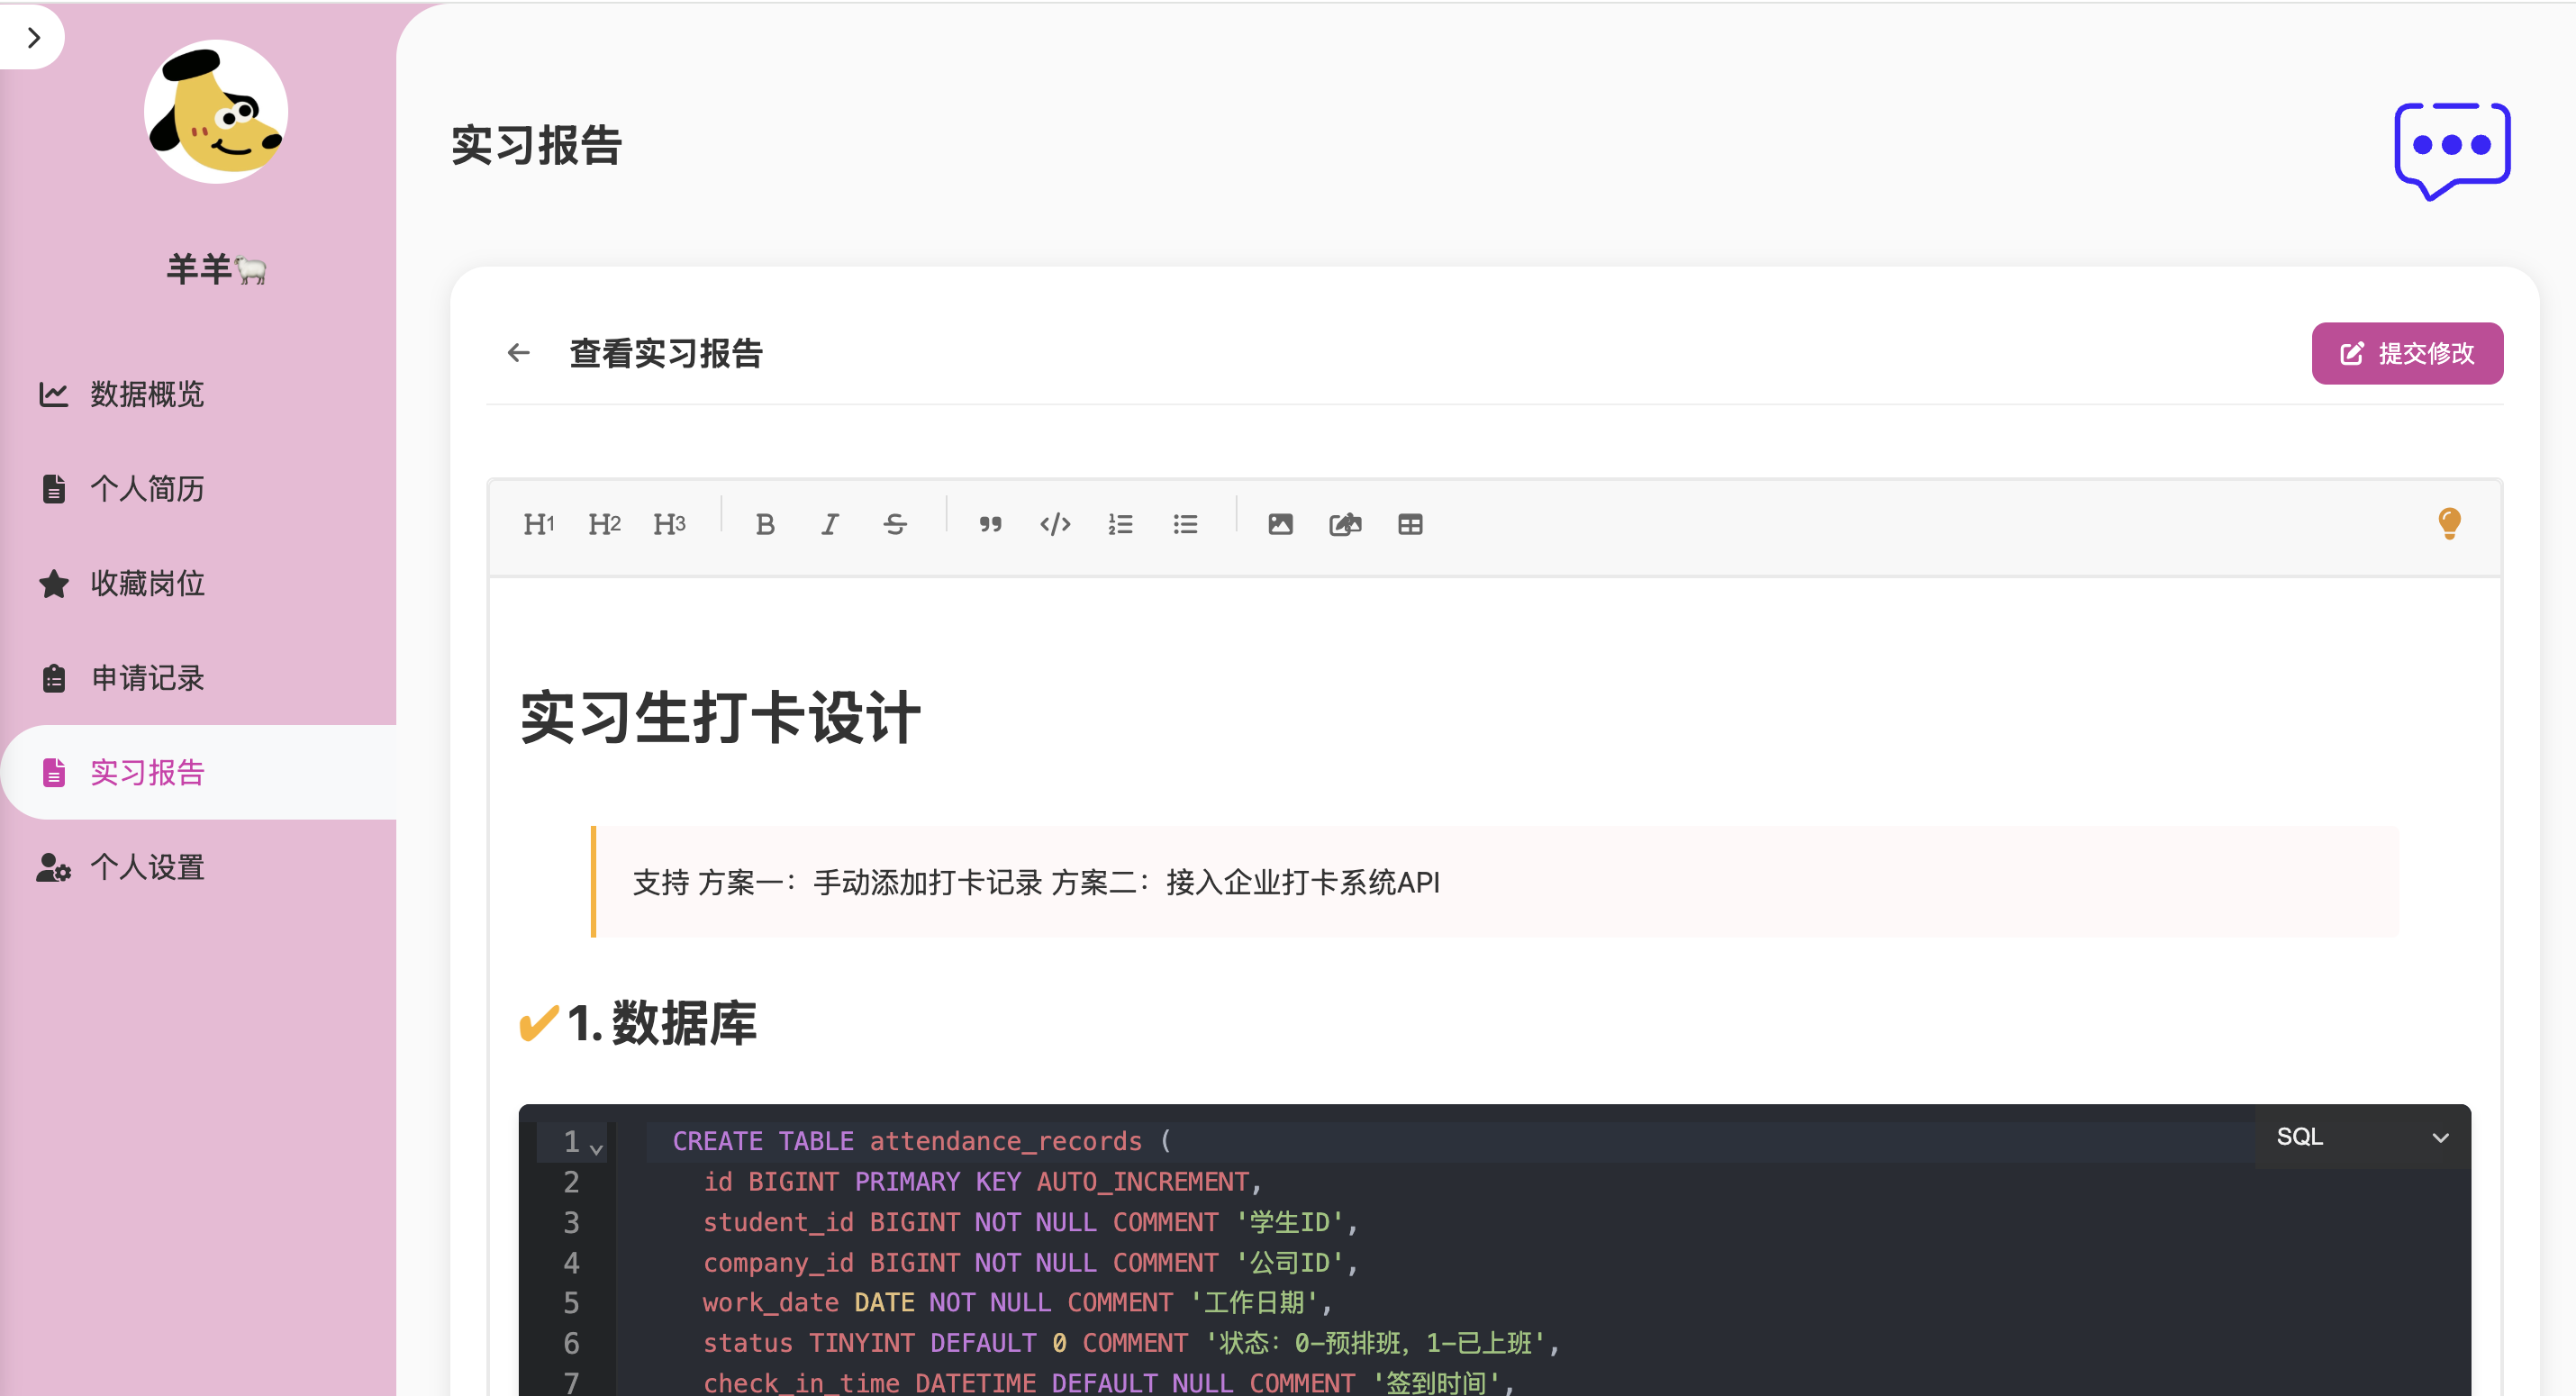 羊羊🐑
数据概览
个人简历
收藏岗位
申请记录
实习报告
个人设置
实习报告
查看实习报告
提交修改
H1 H2 H3 B I S
实习生打卡设计
支持 方案一：手动添加打卡记录 方案二：接入企业打卡系统API
✔1. 数据库
SQL
1 CREATE TABLE attendance_records (
2 id BIGINT PRIMARY KEY AUTO_INCREMENT,
3 student_id BIGINT NOT NULL COMMENT '学生ID',
4 company_id BIGINT NOT NULL COMMENT '公司ID',
5 work_date DATE NOT NULL COMMENT '工作日期',
6 status TINYINT DEFAULT 0 COMMENT '状态：0-预排班，1-已上班',
7 check_in_time DATETIME DEFAULT NULL COMMENT '签到时间',